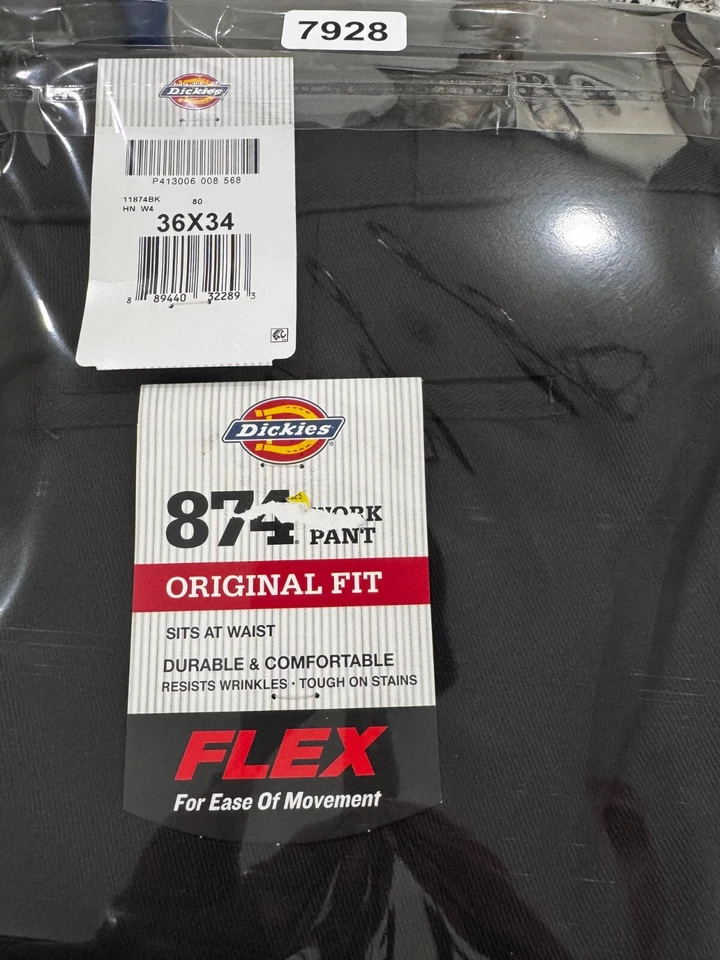 7928
Dickies
P413006 008 568
11874BK 80
HN W4
36X34
8 89440 32289 3
Dickies
874 WORK
PANT
ORIGINAL FIT
SITS AT WAIST
DURABLE & COMFORTABLE
RESISTS WRINKLES • TOUGH ON STAINS
FLEX
For Ease Of Movement